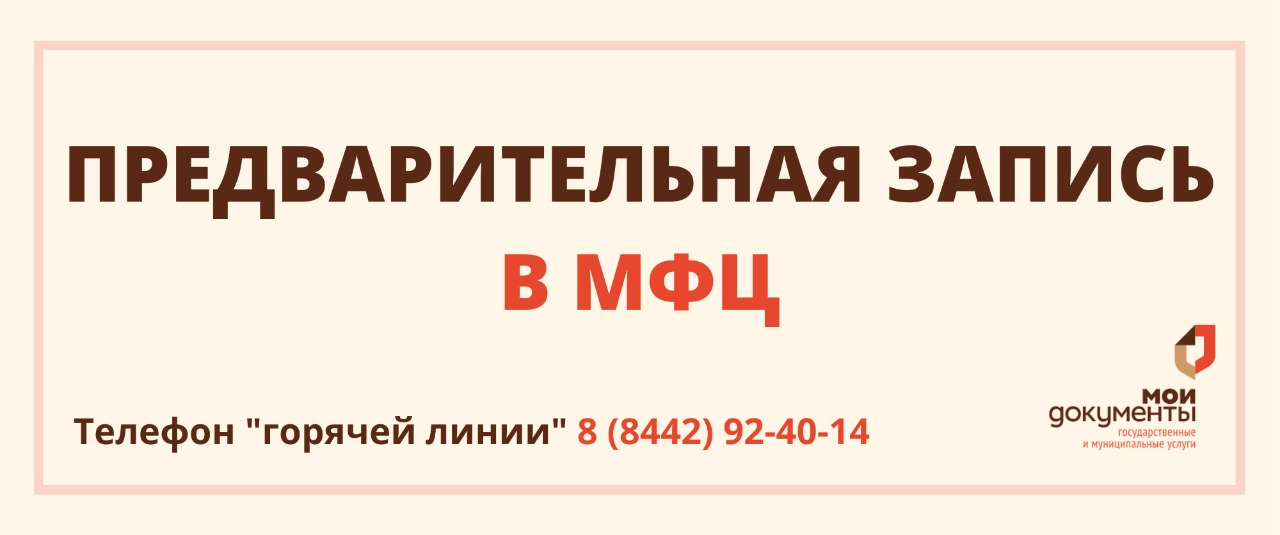 ПРЕДВАРИТЕЛЬНАЯ ЗАПИСЬ
В МФЦ
Телефон "горячей линии" 8 (8442) 92-40-14
мои
документы
государственные
и муниципальные услуги